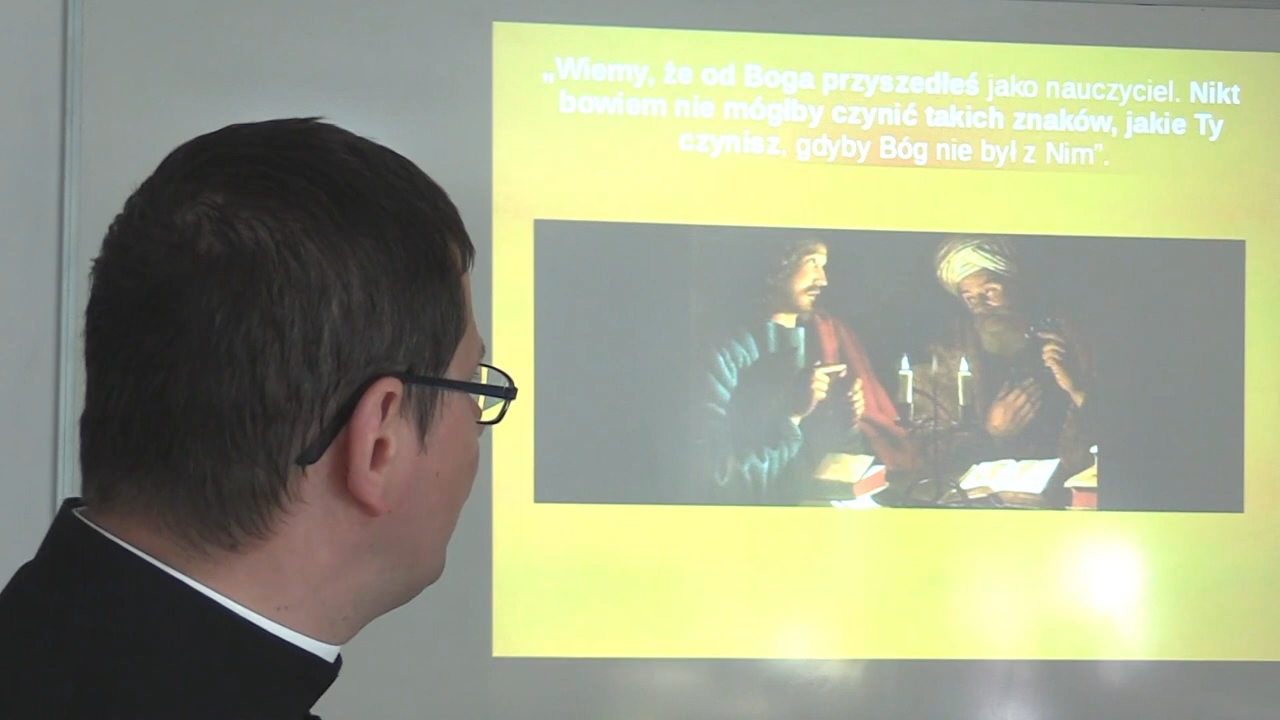 „Wiemy, że od Boga przyszedłeś jako nauczyciel. Nikt
bowiem nie mógłby czynić takich znaków, jakie Ty
czynisz, gdyby Bóg nie był z Nim”.